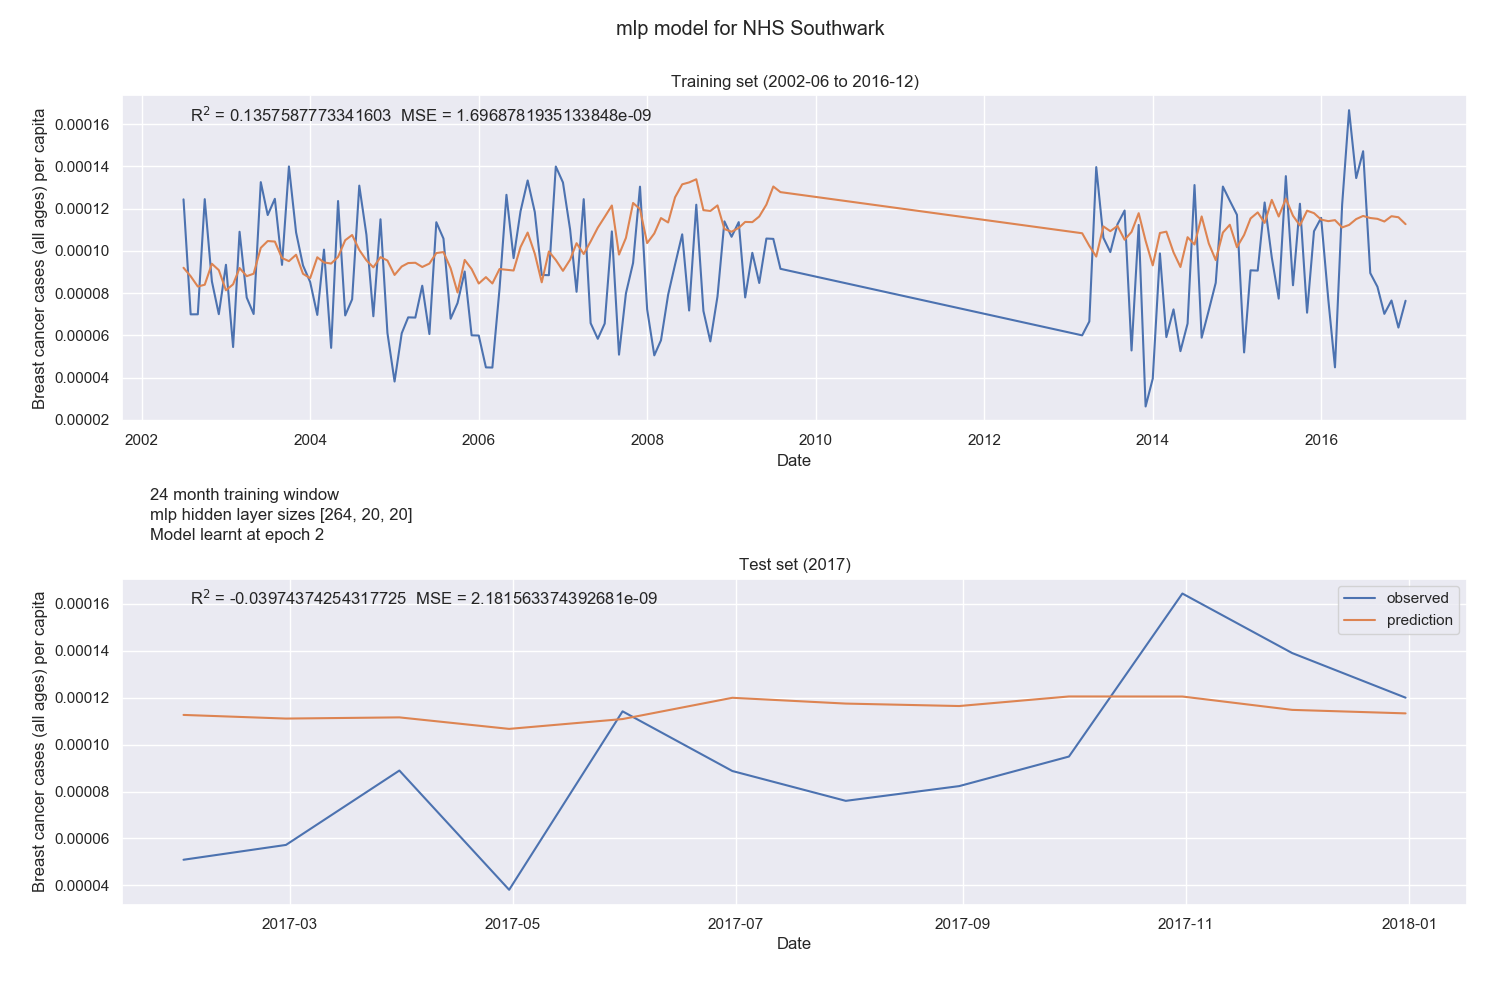 mlp model for NHS Southwark
Training set (2002-06 to 2016-12)
R² = 0.1357587773341603 MSE = 1.6968781935133848e-09
Breast cancer cases (all ages) per capita
0.00016
0.00014
0.00012
0.00010
0.00008
0.00006
0.00004
0.00002
2002 2004 2006 2008 2010 2012 2014 2016
Date
24 month training window
mlp hidden layer sizes [264, 20, 20]
Model learnt at epoch 2
Test set (2017)
R² = -0.03974374254317725 MSE = 2.181563374392681e-09
observed
prediction
Breast cancer cases (all ages) per capita
0.00016
0.00014
0.00012
0.00010
0.00008
0.00006
0.00004
2017-03 2017-05 2017-07 2017-09 2017-11 2018-01
Date